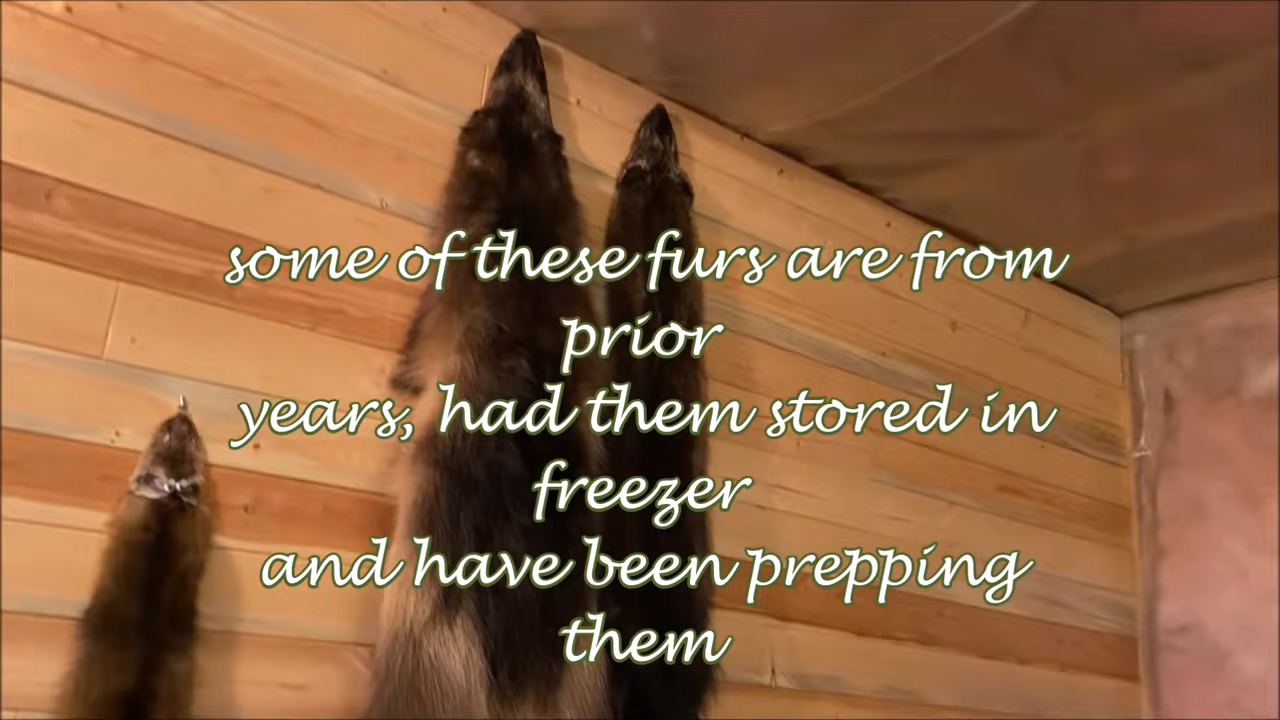 some of these furs are from
prior
years, had them stored in
freezer
and have been prepping
them